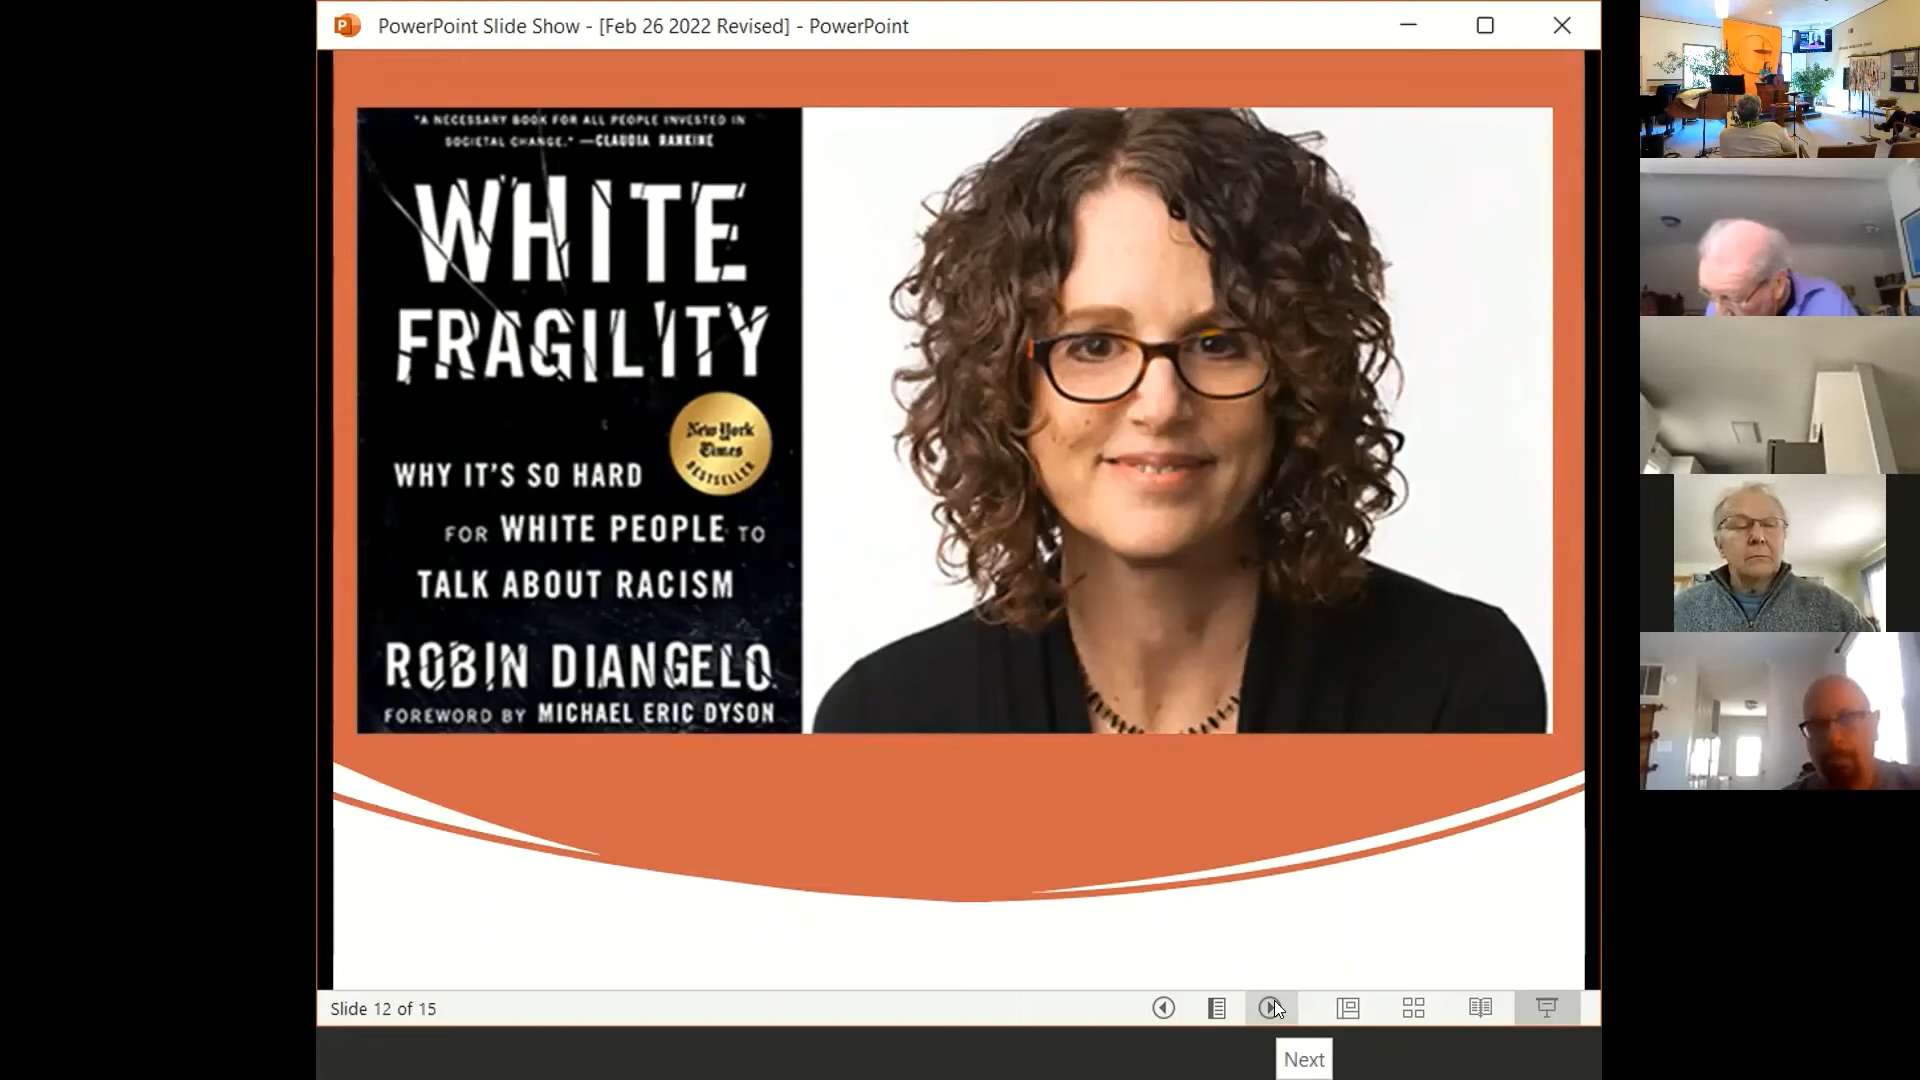 PowerPoint Slide Show - [Feb 26 2022 Revised] - PowerPoint
"A NECESSARY BOOK FOR ALL PEOPLE INVESTED IN
SOCIETAL CHANGE." —CLAUDIA RANKINE
WHITE
FRAGILITY
New York
Times
BESTSELLER
WHY IT'S SO HARD
FOR WHITE PEOPLE TO
TALK ABOUT RACISM
ROBIN DIANGELO
FOREWORD BY MICHAEL ERIC DYSON
Slide 12 of 15
Next